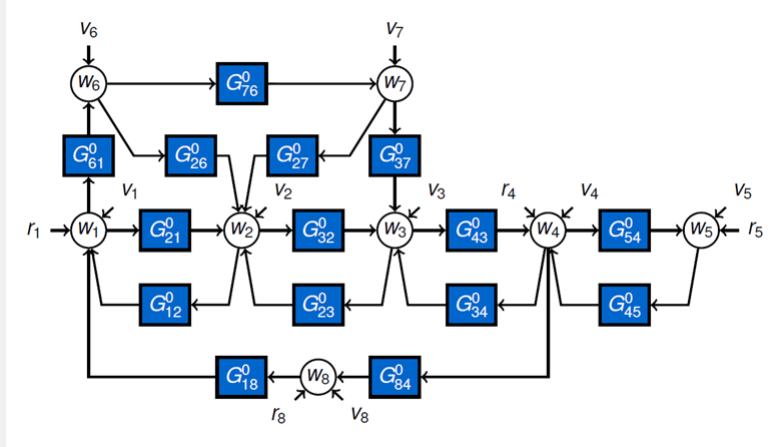 v6 v7
w6 G⁰76 w7
G⁰61 G⁰26 G⁰27 G⁰37
v1 v2 v3 r4 v4 v5
r1 w1 G⁰21 w2 G⁰32 w3 G⁰43 w4 G⁰54 w5 r5
G⁰12 G⁰23 G⁰34 G⁰45
G⁰18 w8 G⁰84
r8 v8